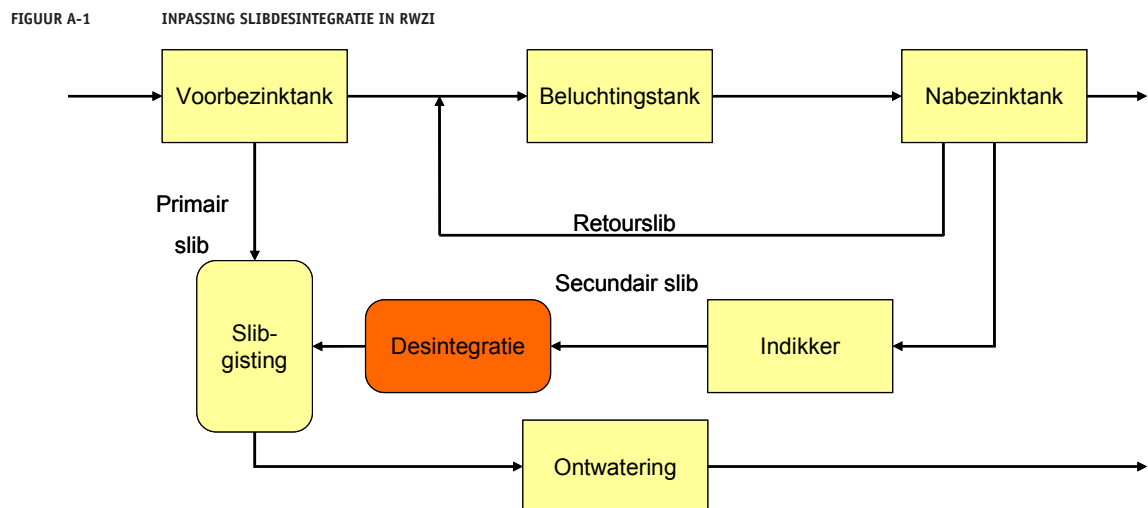 FIGUUR A-1 INPASSING SLIBDESINTEGRATIE IN RWZI
Voorbezinktank
Beluchtingstank
Nabezinktank
Primair
slib
Retourslib
Secundair slib
Slib-
gisting
Desintegratie
Indikker
Ontwatering